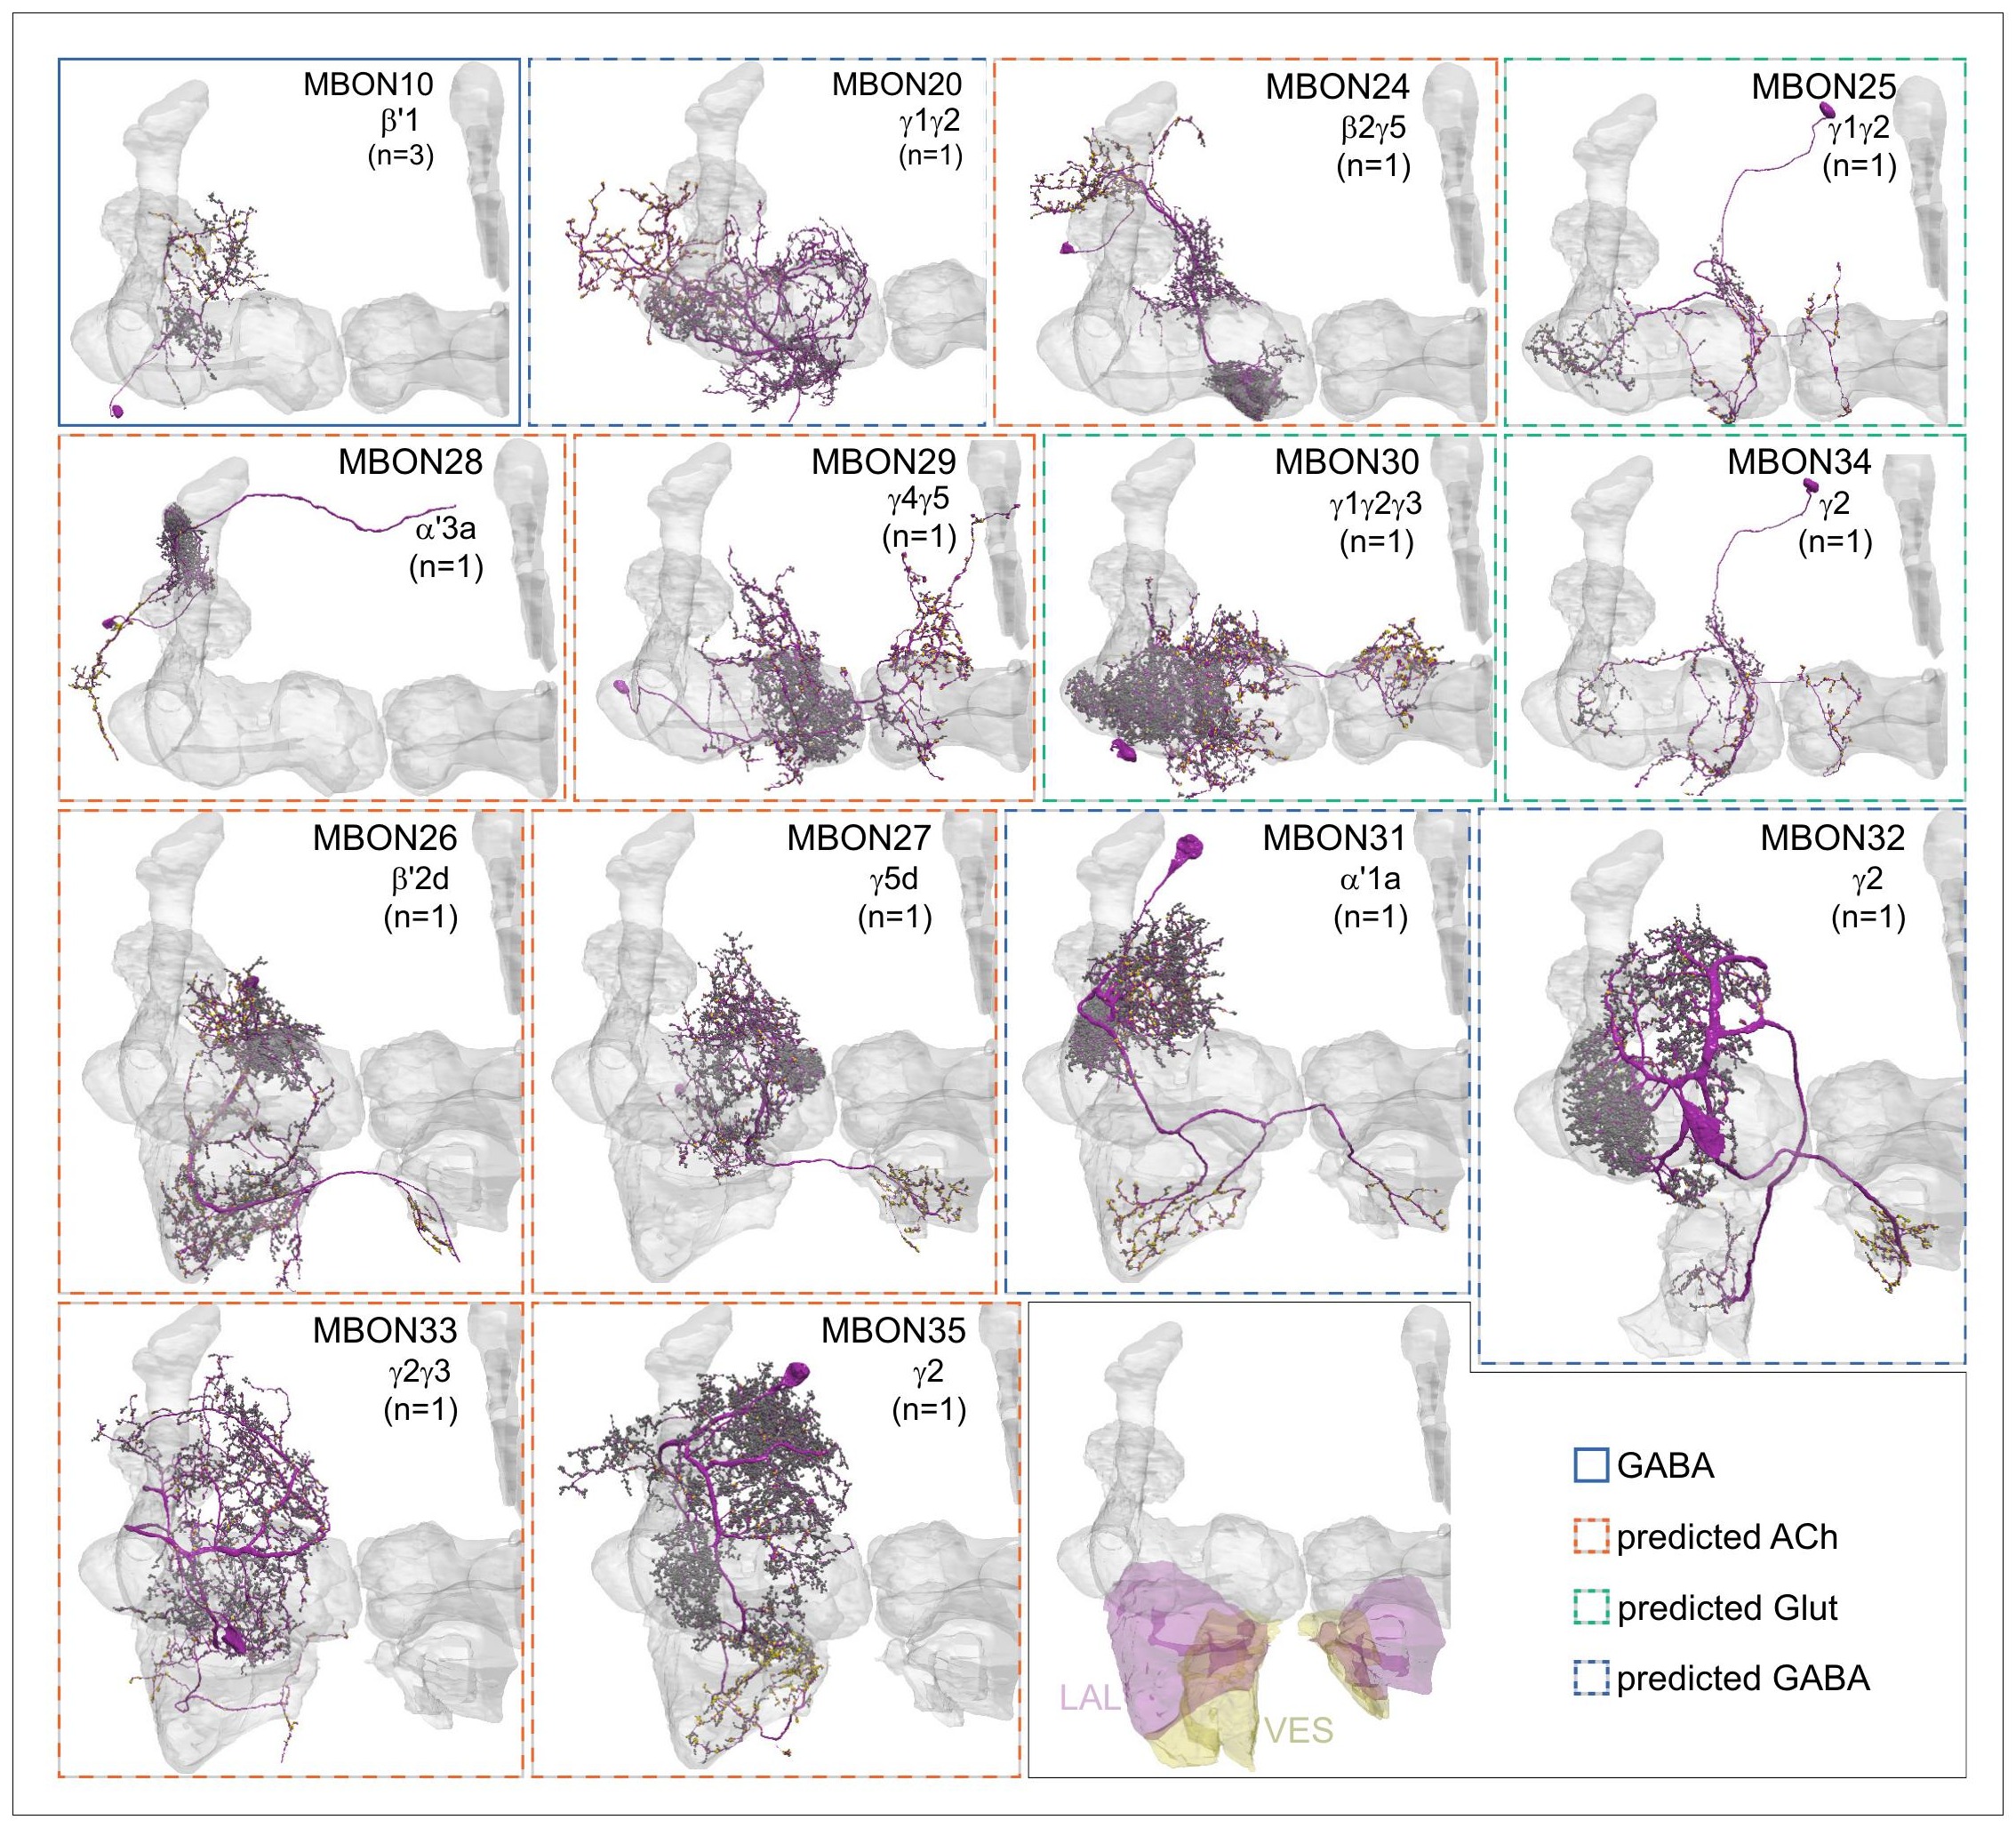 MBON10
β'1
(n=3)
MBON20
γ1γ2
(n=1)
MBON24
β2γ5
(n=1)
MBON25
γ1γ2
(n=1)
MBON28
α'3a
(n=1)
MBON29
γ4γ5
(n=1)
MBON30
γ1γ2γ3
(n=1)
MBON34
γ2
(n=1)
MBON26
β'2d
(n=1)
MBON27
γ5d
(n=1)
MBON31
α'1a
(n=1)
MBON32
γ2
(n=1)
MBON33
γ2γ3
(n=1)
MBON35
γ2
(n=1)
LAL
VES
GABA
predicted ACh
predicted Glut
predicted GABA